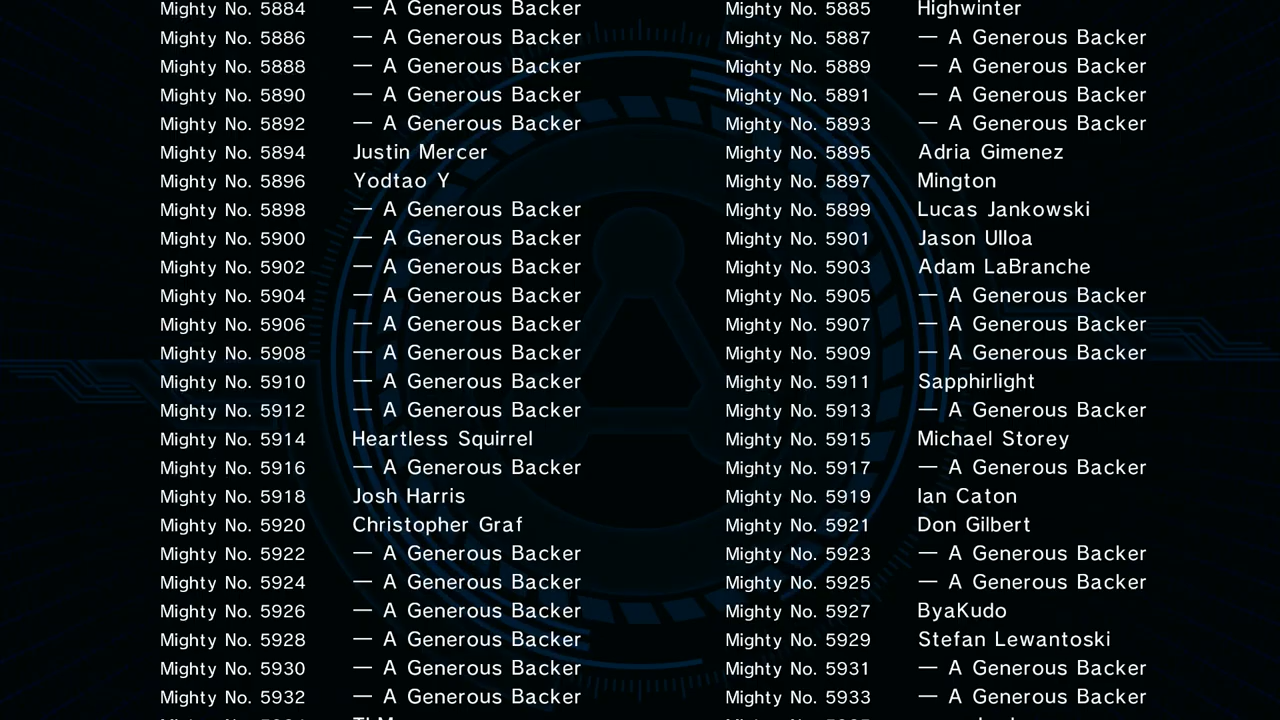 Mighty No. 5884 — A Generous Backer Mighty No. 5885 Highwinter
Mighty No. 5886 — A Generous Backer Mighty No. 5887 — A Generous Backer
Mighty No. 5888 — A Generous Backer Mighty No. 5889 — A Generous Backer
Mighty No. 5890 — A Generous Backer Mighty No. 5891 — A Generous Backer
Mighty No. 5892 — A Generous Backer Mighty No. 5893 — A Generous Backer
Mighty No. 5894 Justin Mercer Mighty No. 5895 Adria Gimenez
Mighty No. 5896 Yodtao Y Mighty No. 5897 Mington
Mighty No. 5898 — A Generous Backer Mighty No. 5899 Lucas Jankowski
Mighty No. 5900 — A Generous Backer Mighty No. 5901 Jason Ulloa
Mighty No. 5902 — A Generous Backer Mighty No. 5903 Adam LaBranche
Mighty No. 5904 — A Generous Backer Mighty No. 5905 — A Generous Backer
Mighty No. 5906 — A Generous Backer Mighty No. 5907 — A Generous Backer
Mighty No. 5908 — A Generous Backer Mighty No. 5909 — A Generous Backer
Mighty No. 5910 — A Generous Backer Mighty No. 5911 Sapphirlight
Mighty No. 5912 — A Generous Backer Mighty No. 5913 — A Generous Backer
Mighty No. 5914 Heartless Squirrel Mighty No. 5915 Michael Storey
Mighty No. 5916 — A Generous Backer Mighty No. 5917 — A Generous Backer
Mighty No. 5918 Josh Harris Mighty No. 5919 Ian Caton
Mighty No. 5920 Christopher Graf Mighty No. 5921 Don Gilbert
Mighty No. 5922 — A Generous Backer Mighty No. 5923 — A Generous Backer
Mighty No. 5924 — A Generous Backer Mighty No. 5925 — A Generous Backer
Mighty No. 5926 — A Generous Backer Mighty No. 5927 ByaKudo
Mighty No. 5928 — A Generous Backer Mighty No. 5929 Stefan Lewantoski
Mighty No. 5930 — A Generous Backer Mighty No. 5931 — A Generous Backer
Mighty No. 5932 — A Generous Backer Mighty No. 5933 — A Generous Backer